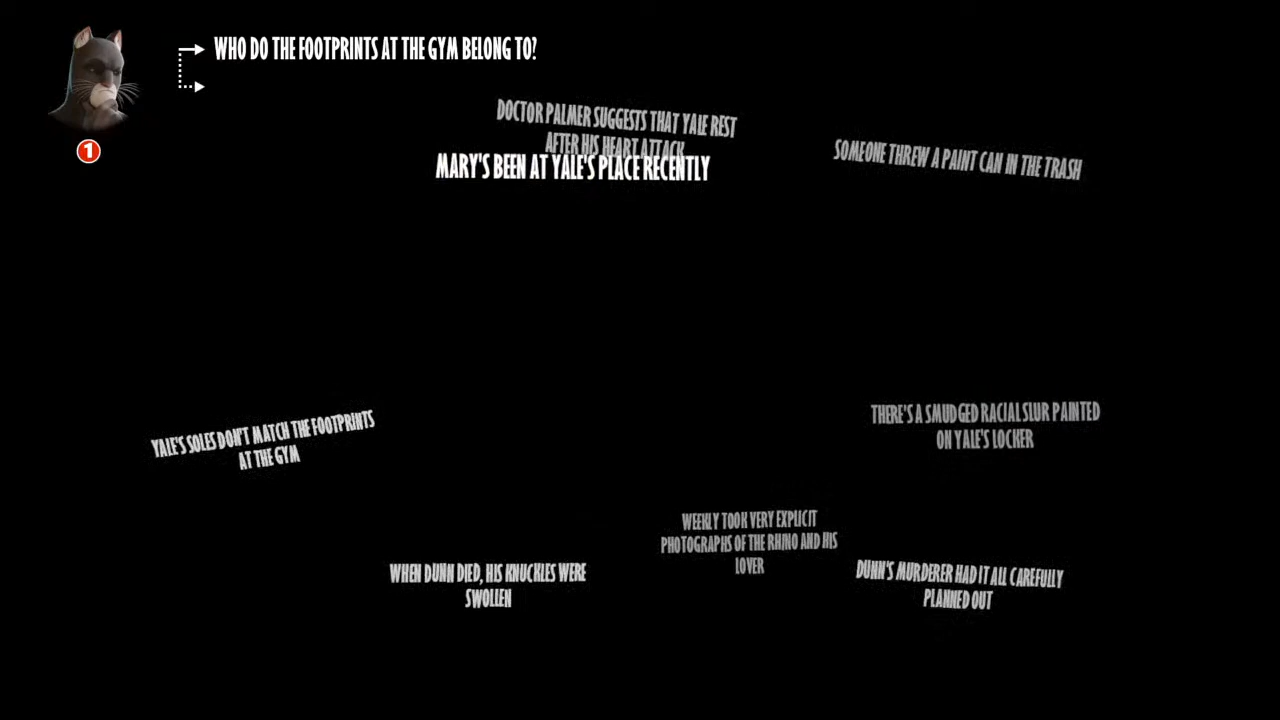 WHO DO THE FOOTPRINTS AT THE GYM BELONG TO?
DOCTOR PALMER SUGGESTS THAT YALE REST
AFTER HIS HEART ATTACK
MARY'S BEEN AT YALE'S PLACE RECENTLY
SOMEONE THREW A PAINT CAN IN THE TRASH
1
YALE'S SOLES DON'T MATCH THE FOOTPRINTS
AT THE GYM
THERE'S A SMUDGED RACIAL SLUR PAINTED
ON YALE'S LOCKER
WEEKLY TOOK VERY EXPLICIT
PHOTOGRAPHS OF THE RHINO AND HIS
LOVER
WHEN DUNN DIED, HIS KNUCKLES WERE
SWOLLEN
DUNN'S MURDERER HAD IT ALL CAREFULLY
PLANNED OUT